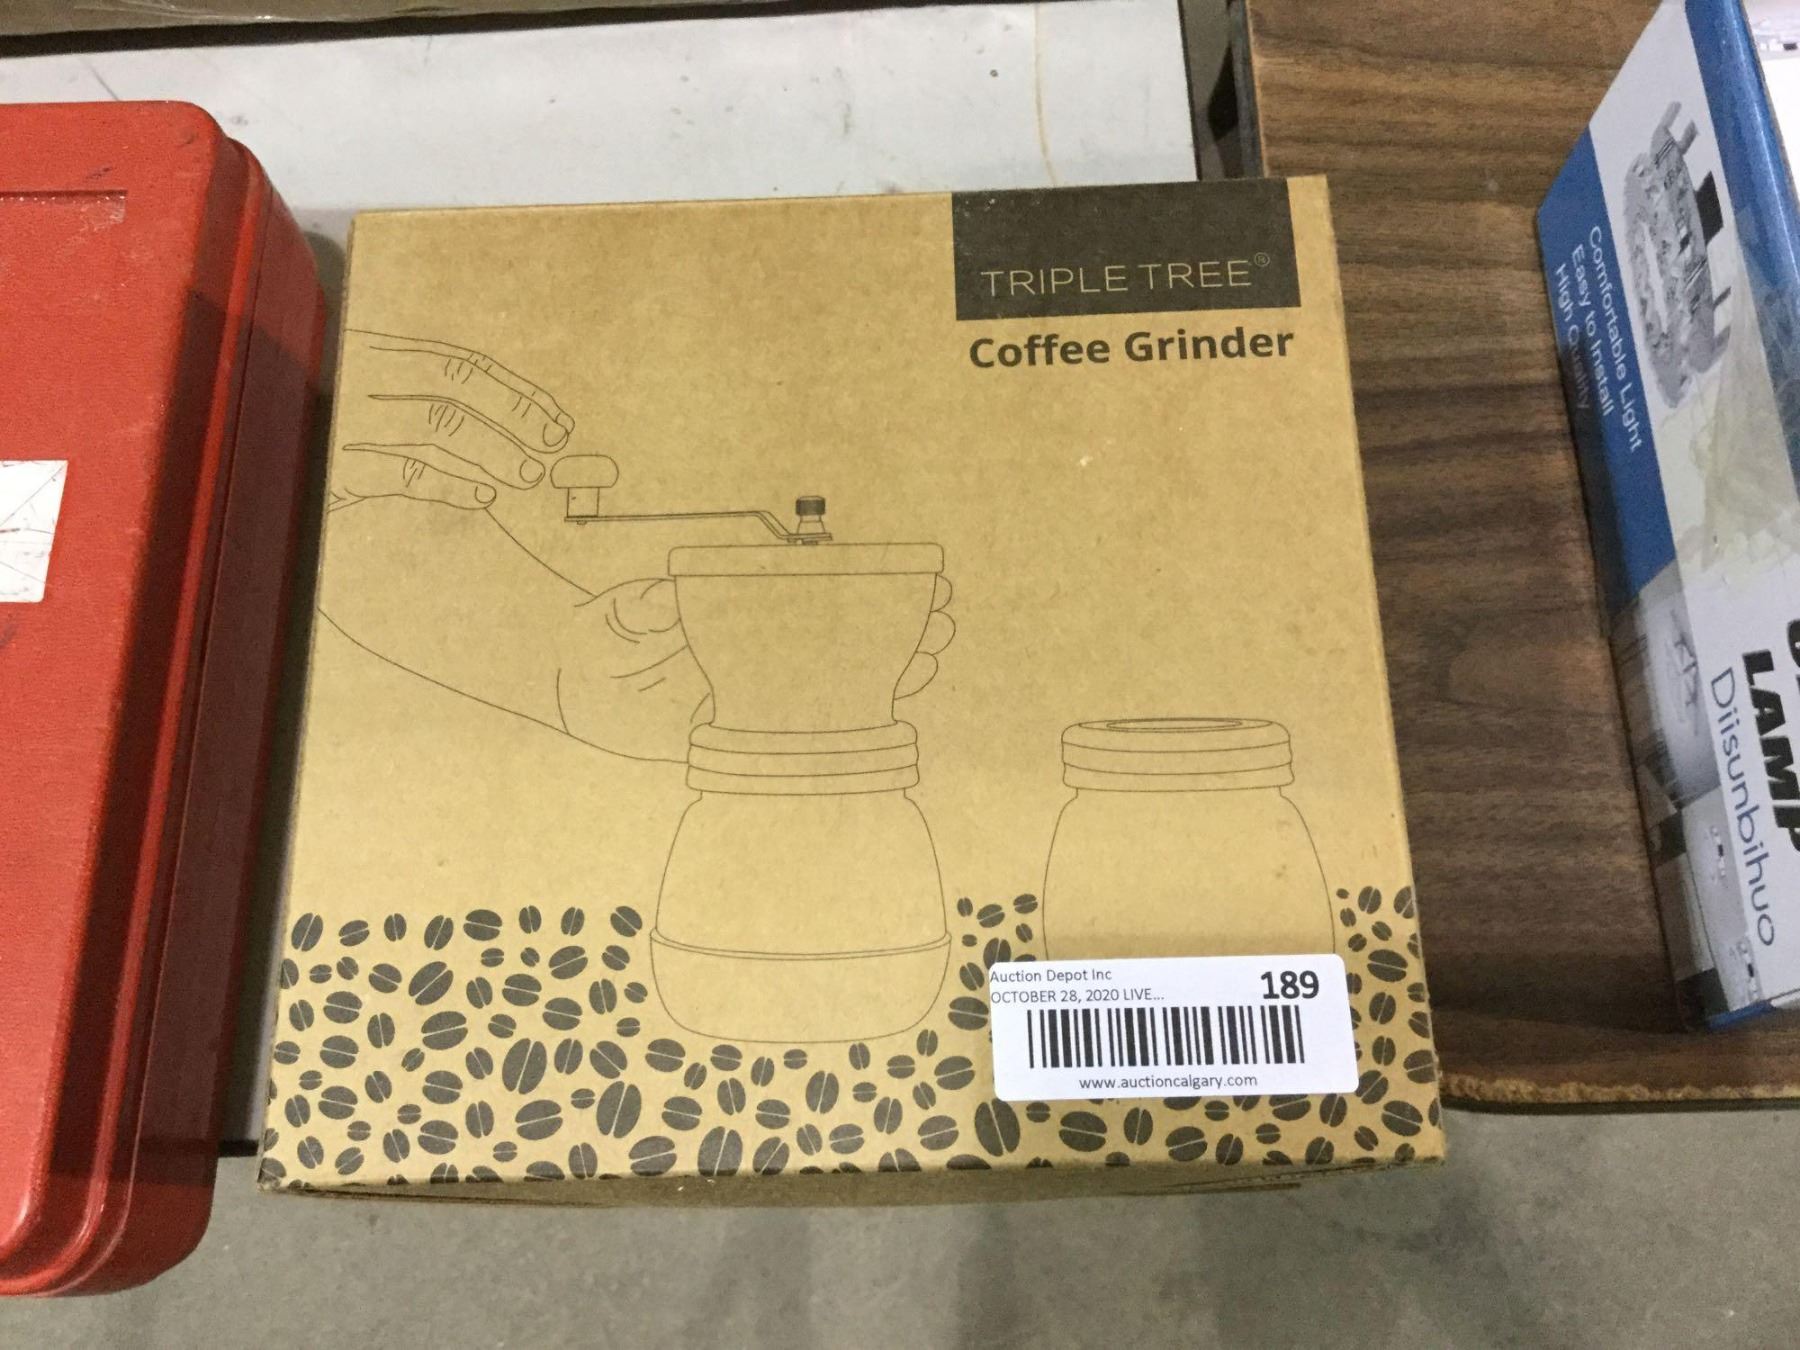 TRIPLE TREE®
Coffee Grinder
Auction Depot Inc
OCTOBER 28, 2020 LIVE...
189
www.auctioncalgary.com
Comfortable Light
Easy to Install
High Quality
LAMP
Diisunbihuo